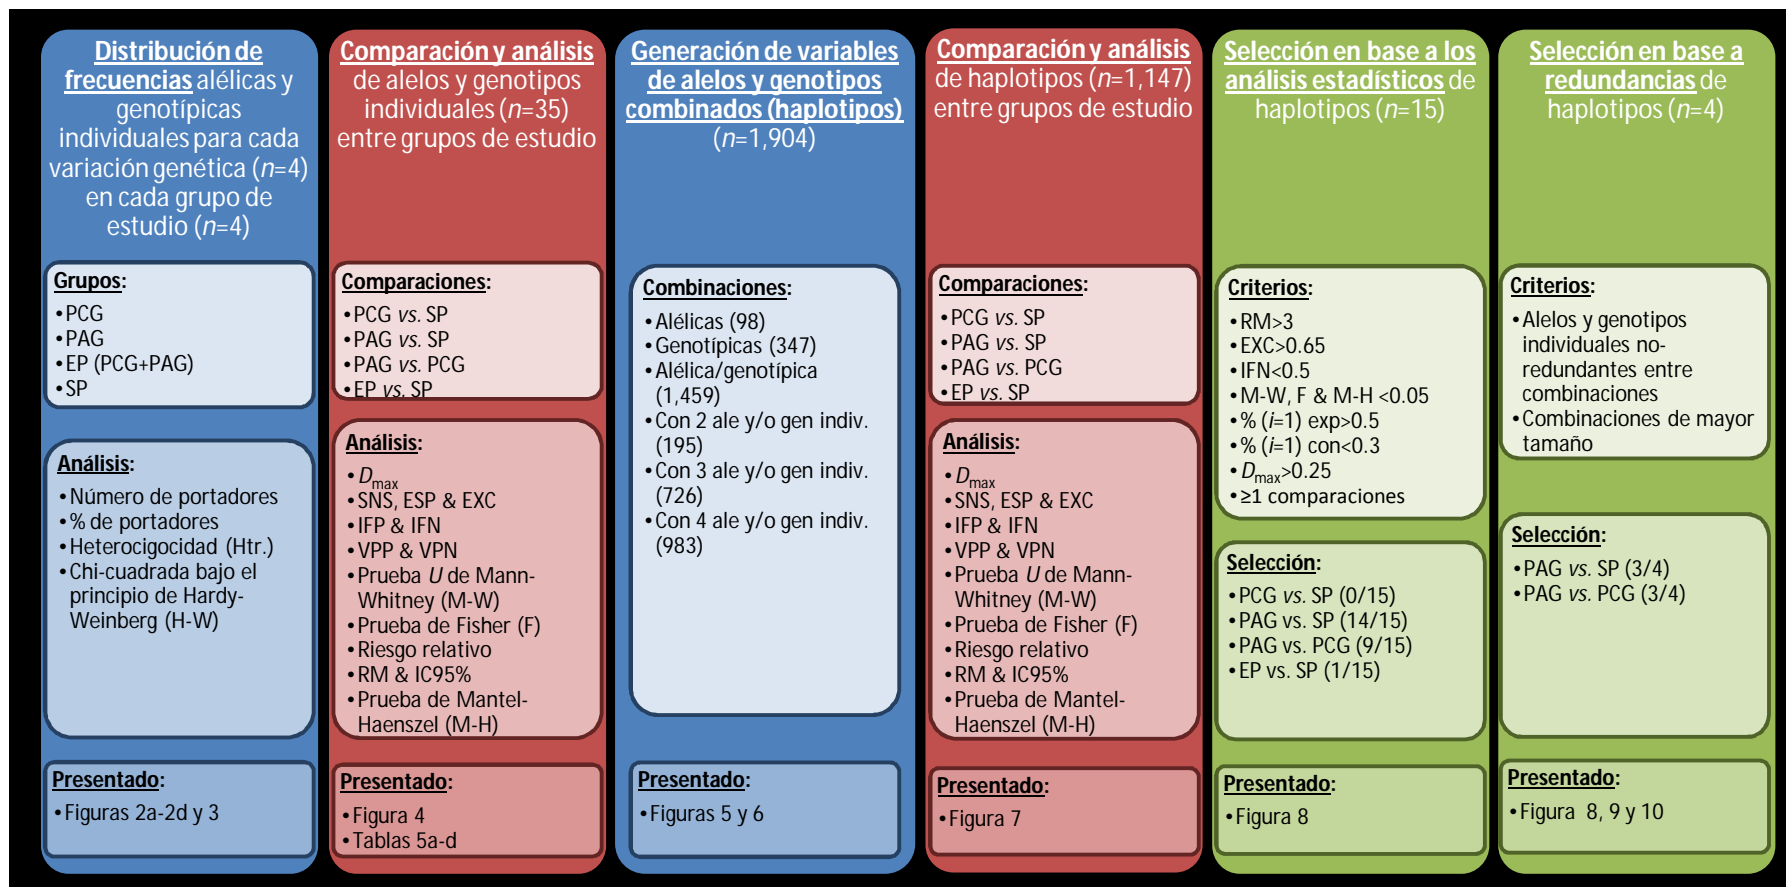 Distribución de
frecuencias alélicas y
genotípicas
individuales para cada
variación genética (n=4)
en cada grupo de
estudio (n=4)
Grupos:
•PCG
•PAG
•EP (PCG+PAG)
•SP
Análisis:
•Número de portadores
•% de portadores
•Heterocigocidad (Htr.)
•Chi-cuadrada bajo el
principio de Hardy-
Weinberg (H-W)
Presentado:
•Figuras 2a-2d y 3
Comparación y análisis
de alelos y genotipos
individuales (n=35)
entre grupos de estudio
Comparaciones:
•PCG vs. SP
•PAG vs. SP
•PAG vs. PCG
•EP vs. SP
Análisis:
•Dmax
•SNS, ESP & EXC
•IFP & IFN
•VPP & VPN
•Prueba U de Mann-
Whitney (M-W)
•Prueba de Fisher (F)
•Riesgo relativo
•RM & IC95%
•Prueba de Mantel-
Haenszel (M-H)
Presentado:
•Figura 4
•Tablas 5a-d
Generación de variables
de alelos y genotipos
combinados (haplotipos)
(n=1,904)
Combinaciones:
•Alélicas (98)
•Genotípicas (347)
•Alélica/genotípica
(1,459)
•Con 2 ale y/o gen indiv.
(195)
•Con 3 ale y/o gen indiv.
(726)
•Con 4 ale y/o gen indiv.
(983)
Presentado:
•Figuras 5 y 6
Comparación y análisis
de haplotipos (n=1,147)
entre grupos de estudio
Comparaciones:
•PCG vs. SP
•PAG vs. SP
•PAG vs. PCG
•EP vs. SP
Análisis:
•Dmax
•SNS, ESP & EXC
•IFP & IFN
•VPP & VPN
•Prueba U de Mann-
Whitney (M-W)
•Prueba de Fisher (F)
•Riesgo relativo
•RM & IC95%
•Prueba de Mantel-
Haenszel (M-H)
Presentado:
•Figura 7
Selección en base a los
análisis estadísticos de
haplotipos (n=15)
Criterios:
•RM>3
•EXC>0.65
•IFN<0.5
•M-W, F & M-H <0.05
•% (i=1) exp>0.5
•% (i=1) con<0.3
•Dmax>0.25
•≥1 comparaciones
Selección:
•PCG vs. SP (0/15)
•PAG vs. SP (14/15)
•PAG vs. PCG (9/15)
•EP vs. SP (1/15)
Presentado:
•Figura 8
Selección en base a
redundancias de
haplotipos (n=4)
Criterios:
•Alelos y genotipos
individuales no-
redundantes entre
combinaciones
•Combinaciones de mayor
tamaño
Selección:
•PAG vs. SP (3/4)
•PAG vs. PCG (3/4)
Presentado:
•Figura 8, 9 y 10